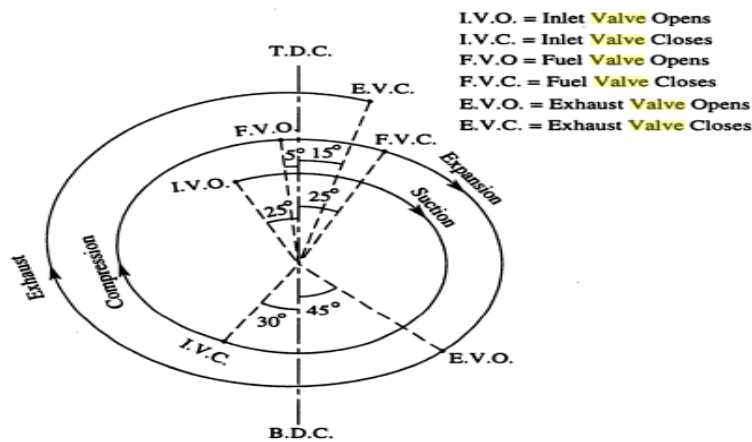 I.V.O. = Inlet Valve Opens
I.V.C. = Inlet Valve Closes
F.V.O = Fuel Valve Opens
F.V.C. = Fuel Valve Closes
E.V.O. = Exhaust Valve Opens
E.V.C. = Exhaust Valve Closes
T.D.C.
E.V.C.
F.V.O.
F.V.C.
5° 15°
Expansion
I.V.O.
25°
25°
Suction
Compression
Exhaust
30°
45°
I.V.C.
E.V.O.
B.D.C.